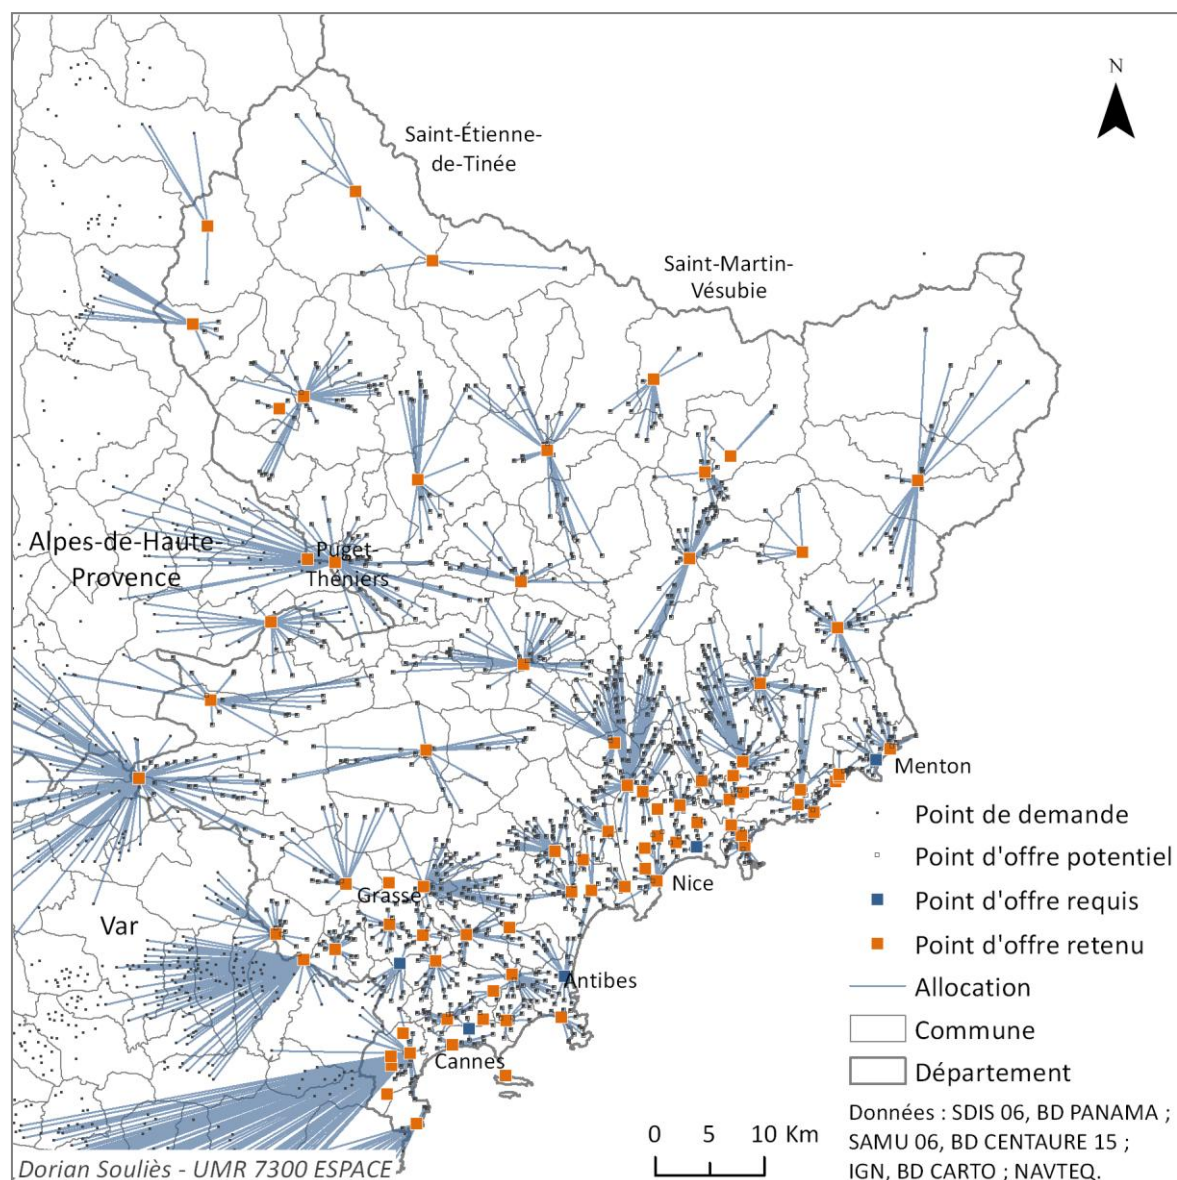 N
Saint-Étienne-
de-Tinée
Saint-Martin-
Vésubie
Alpes-de-Haute-
Provence
Puget-
Théniers
Menton
Grasse
Nice
Var
Antibes
Cannes
Point de demande
Point d'offre potentiel
Point d'offre requis
Point d'offre retenu
Allocation
Commune
Département
0 5 10 Km
Données : SDIS 06, BD PANAMA ;
SAMU 06, BD CENTAURE 15 ;
IGN, BD CARTO ; NAVTEQ.
Dorian Souliès - UMR 7300 ESPACE